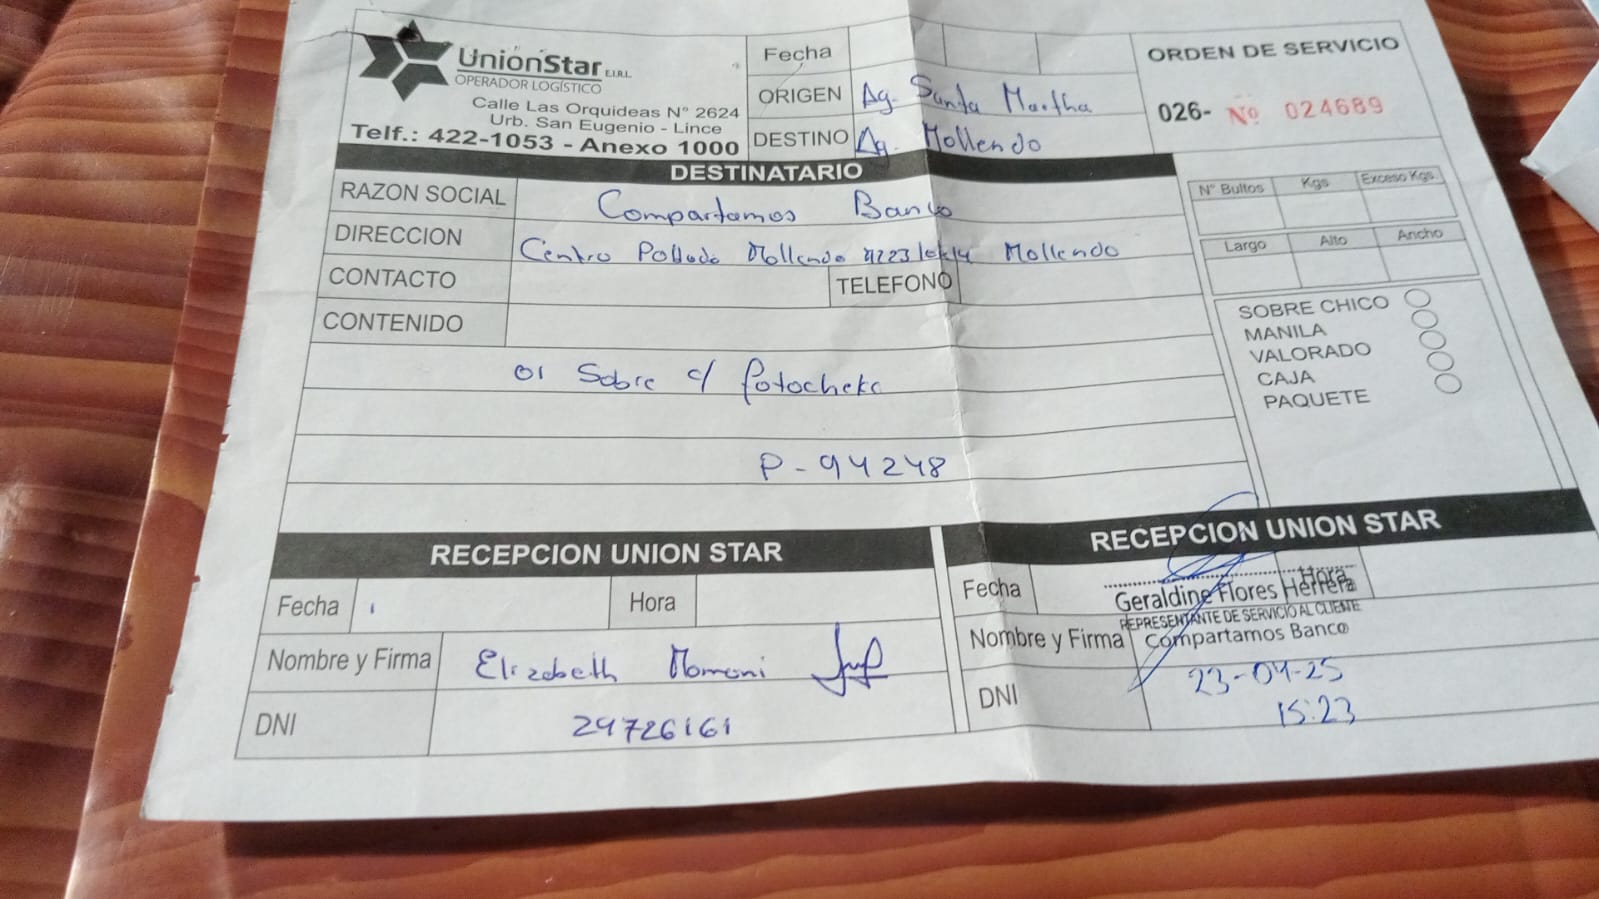 UnionStar E.I.R.L.
OPERADOR LOGÍSTICO
Calle Las Orquideas N° 2624
Urb. San Eugenio - Lince
Telf.: 422-1053 - Anexo 1000
Fecha
ORIGEN Ag. Santa Martha
DESTINO Ag. Mollendo
ORDEN DE SERVICIO
026- Nº 024689
DESTINATARIO
RAZON SOCIAL Compartamos Banco
DIRECCION Centro Mollendo Mollendo
CONTACTO TELEFONO
CONTENIDO
01 Sobre c/ fotocheck
P-94248
N° Bultos Kgs Exceso Kgs.
Largo Alto Ancho
SOBRE CHICO
MANILA
VALORADO
CAJA
PAQUETE
RECEPCION UNION STAR
Fecha Hora
Nombre y Firma Elizabeth Mamani
DNI 29726161
RECEPCION UNION STAR
Fecha Hora
Geraldine Flores Herrera
REPRESENTANTE DE SERVICIO AL CLIENTE
Nombre y Firma Compartamos Banco
DNI 23-04-25
15:23